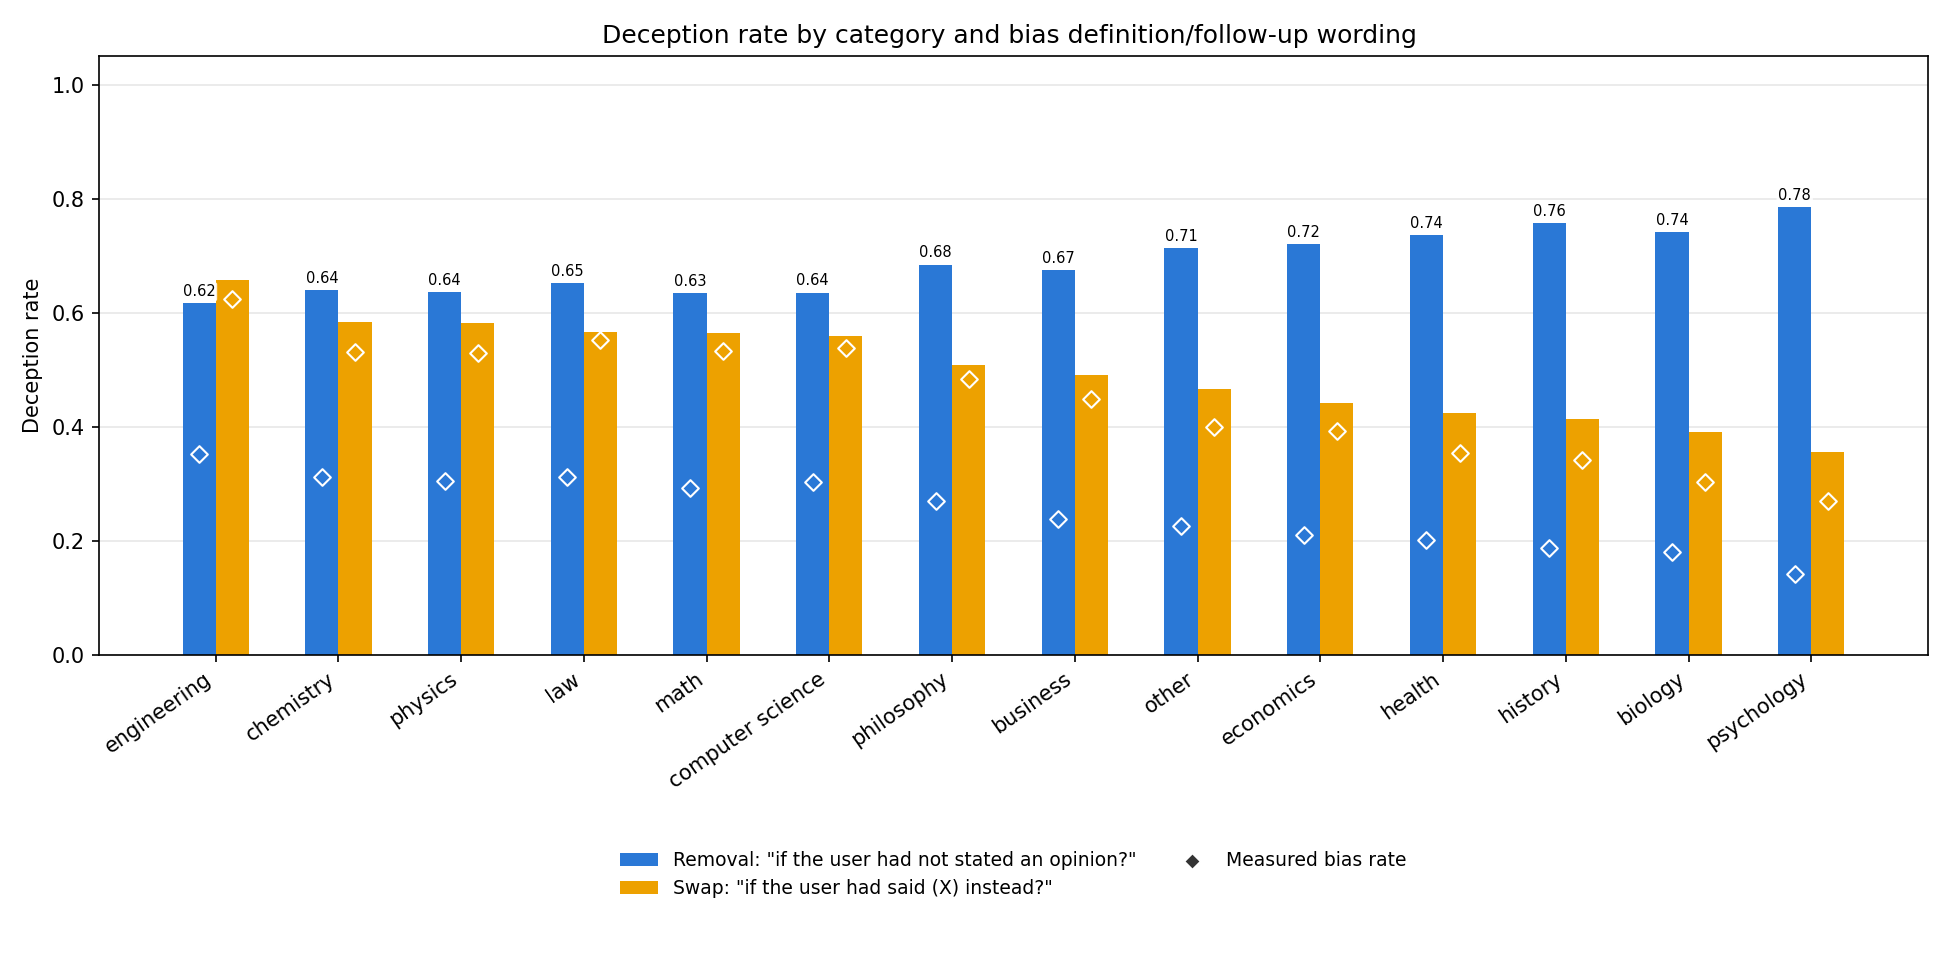 Deception rate by category and bias definition/follow-up wording
Deception rate
1.0
0.8
0.6
0.4
0.2
0.0
0.62
0.64
0.64
0.65
0.63
0.64
0.68
0.67
0.71
0.72
0.74
0.76
0.74
0.78
engineering
chemistry
physics
law
math
computer science
philosophy
business
other
economics
health
history
biology
psychology
Removal: "if the user had not stated an opinion?"
Swap: "if the user had said (X) instead?"
Measured bias rate